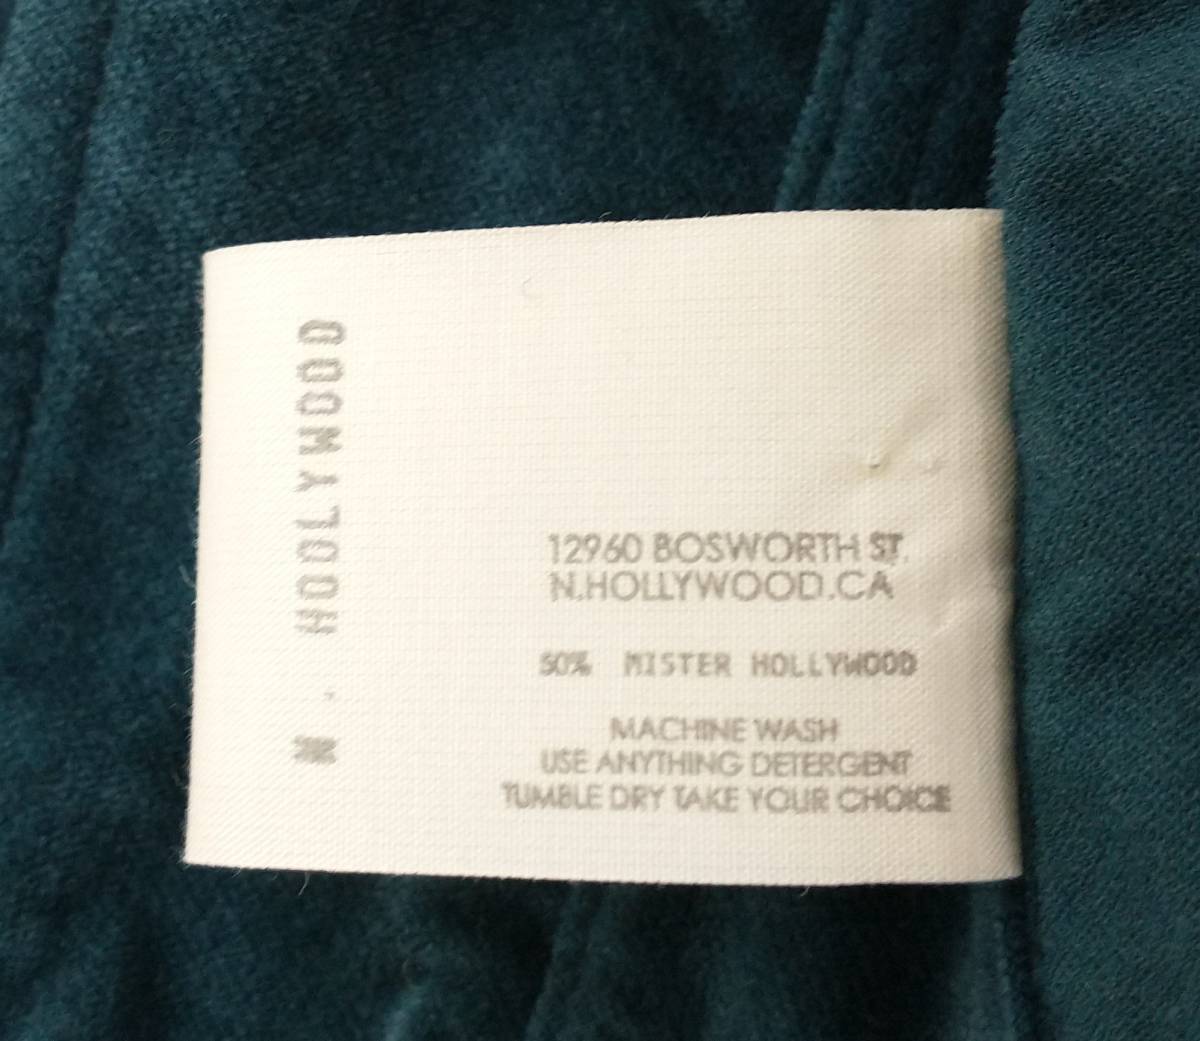 N. HOOLYWOOD
12960 BOSWORTH ST.
N.HOLLYWOOD.CA
50% MISTER HOLLYWOOD
MACHINE WASH
USE ANYTHING DETERGENT
TUMBLE DRY TAKE YOUR CHOICE